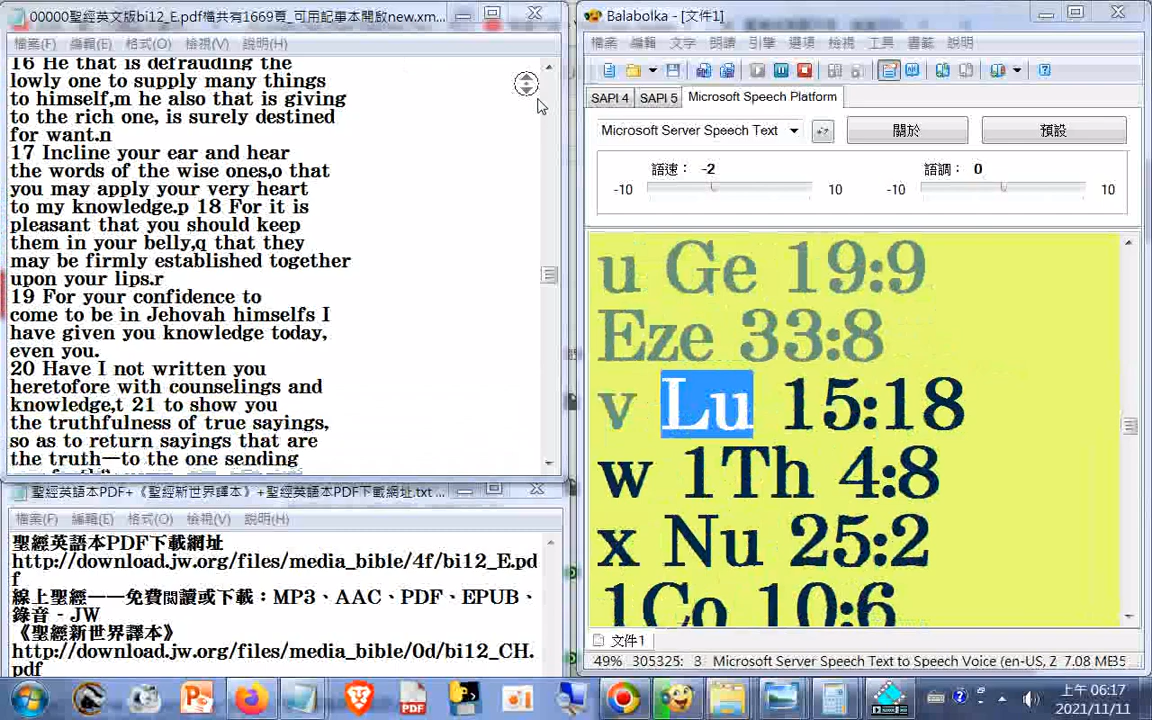 00000聖經英文版bi12_E.pdf檔共有1669頁_可用記事本開啟new.xm...
檔案(F) 編輯(E) 格式(O) 檢視(V) 說明(H)
16 He that is defrauding the
lowly one to supply many things
to himself,m he also that is giving
to the rich one, is surely destined
for want.n
17 Incline your ear and hear
the words of the wise ones,o that
you may apply your very heart
to my knowledge.p 18 For it is
pleasant that you should keep
them in your belly,q that they
may be firmly established together
upon your lips.r
19 For your confidence to
come to be in Jehovah himselfs I
have given you knowledge today,
even you.
20 Have I not written you
heretofore with counselings and
knowledge,t 21 to show you
the truthfulness of true sayings,
so as to return sayings that are
the truth—to the one sending
聖經英語本PDF+《聖經新世界譯本》+聖經英語本PDF下載網址.txt ...
檔案(F) 編輯(E) 格式(O) 檢視(V) 說明(H)
聖經英語本PDF下載網址
http://download.jw.org/files/media_bible/4f/bi12_E.pd
f
線上聖經——免費閱讀或下載：MP3、AAC、PDF、EPUB、
錄音 - JW
《聖經新世界譯本》
http://download.jw.org/files/media_bible/0d/bi12_CH.
pdf
Balabolka - [文件1]
檔案 編輯 文字 朗讀 引擎 選項 檢視 工具 書籤 說明
SAPI 4 SAPI 5 Microsoft Speech Platform
Microsoft Server Speech Text 關於 預設
語速： -2 語調： 0
-10 10 -10 10
u Ge 19:9
Eze 33:8
v Lu 15:18
w 1Th 4:8
x Nu 25:2
1Co 10:6
文件1
49% 305325: 3 Microsoft Server Speech Text to Speech Voice (en-US, 2 7.08 MB
上午 06:17
2021/11/11